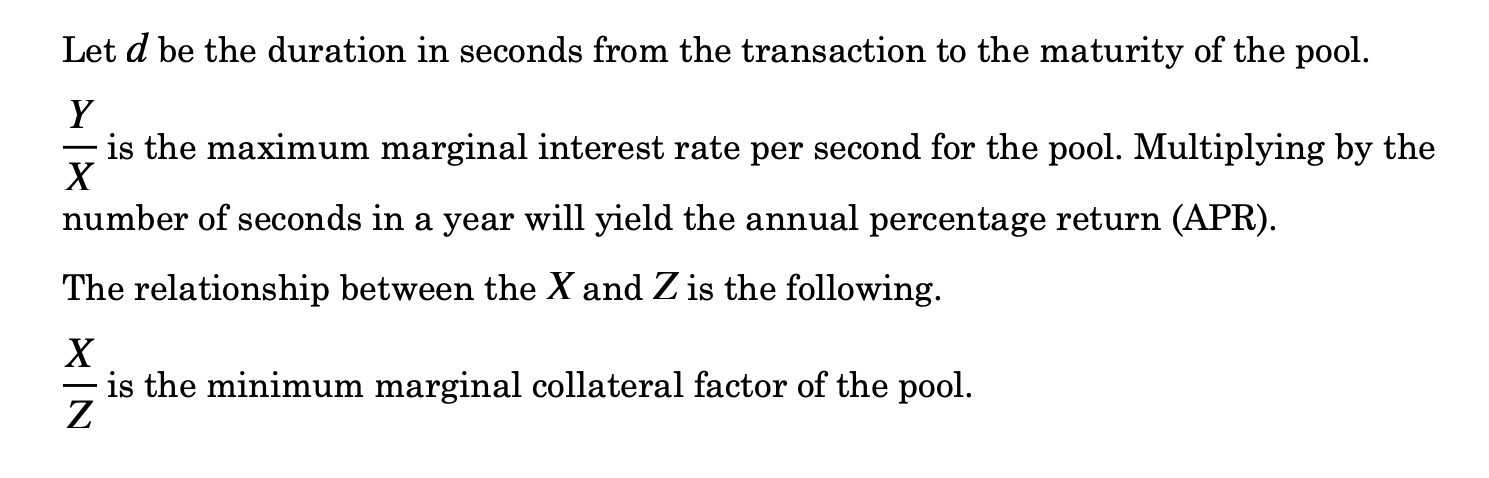 Let d be the duration in seconds from the transaction to the maturity of the pool.
Y
— is the maximum marginal interest rate per second for the pool. Multiplying by the
X
number of seconds in a year will yield the annual percentage return (APR).
The relationship between the X and Z is the following.
X
— is the minimum marginal collateral factor of the pool.
Z